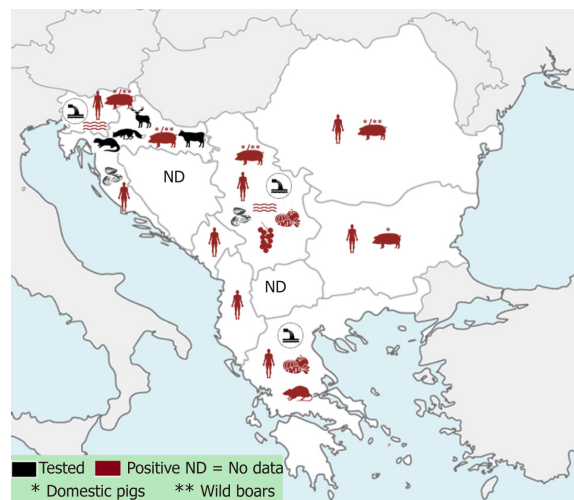 */**
*/**
*/**
*/**
ND
*
ND
Tested Positive ND = No data
* Domestic pigs ** Wild boars